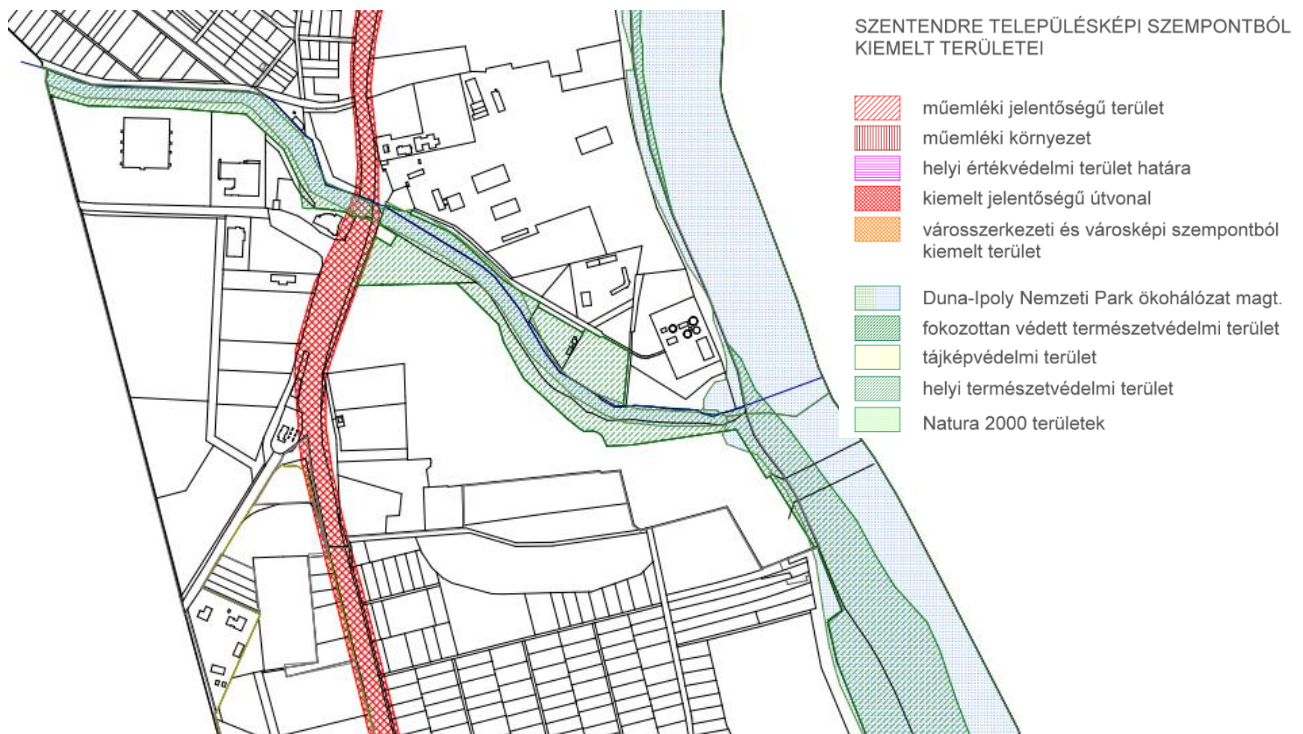 SZENTENDRE TELEPÜLÉSKÉPI SZEMPONTBÓL
KIEMELT TERÜLETEI
műemléki jelentőségű terület
műemléki környezet
helyi értékvédelmi terület határa
kiemelt jelentőségű útvonal
városszerkezeti és városképi szempontból
kiemelt terület
Duna-Ipoly Nemzeti Park ökohálózat magt.
fokozottan védett természetvédelmi terület
tájképvédelmi terület
helyi természetvédelmi terület
Natura 2000 területek